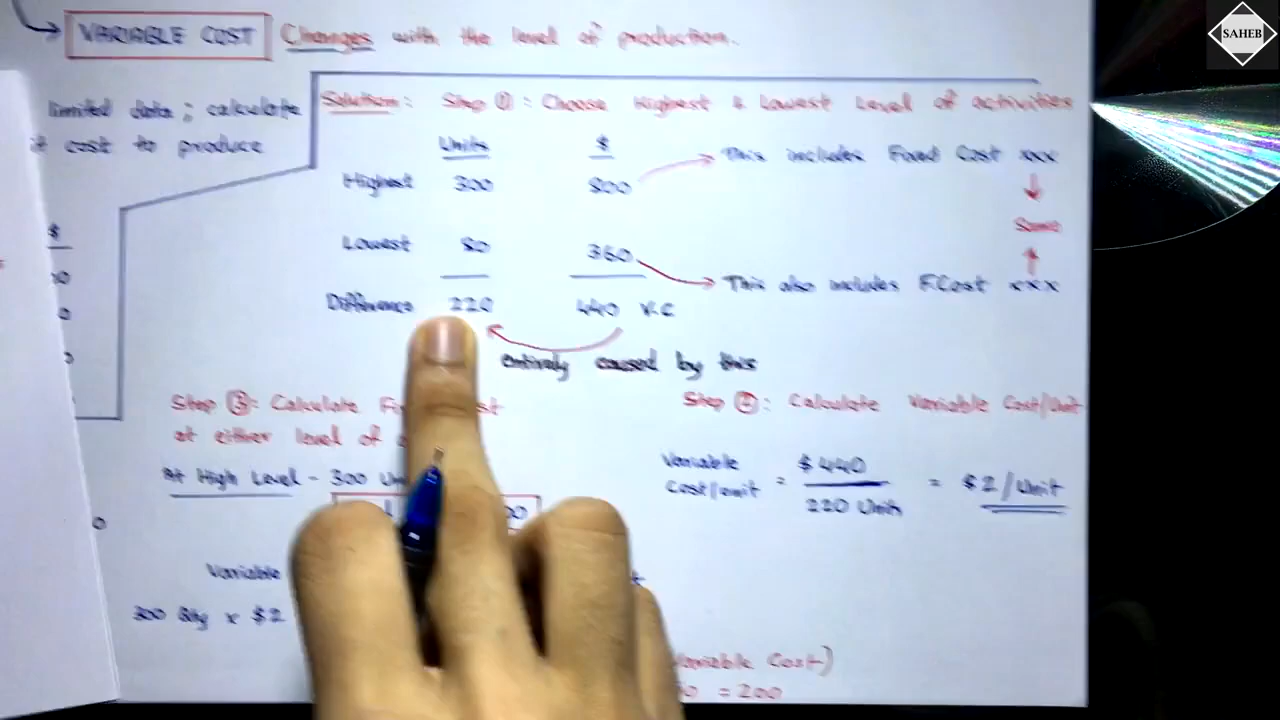 SAHEB
VARIABLE COST Changes with the level of production.
limited data; calculate
cost to produce
$
Solution: Step ①: Choose Highest & Lowest Level of activities
Units $
Highest 300 800 This includes Fixed Cost xxx
Same
Lowest 80 360 This also includes F.Cost xxx
Difference 220 440 V.C
Entirely caused by this
Step ③: Calculate
at either level of
At High Level - 300
Variable
300 Qty x $2
Step ②: Calculate Variable Cost/Unit
Variable Cost/unit = $440 / 220 Units = $2/Unit
Variable Cost)
= 200